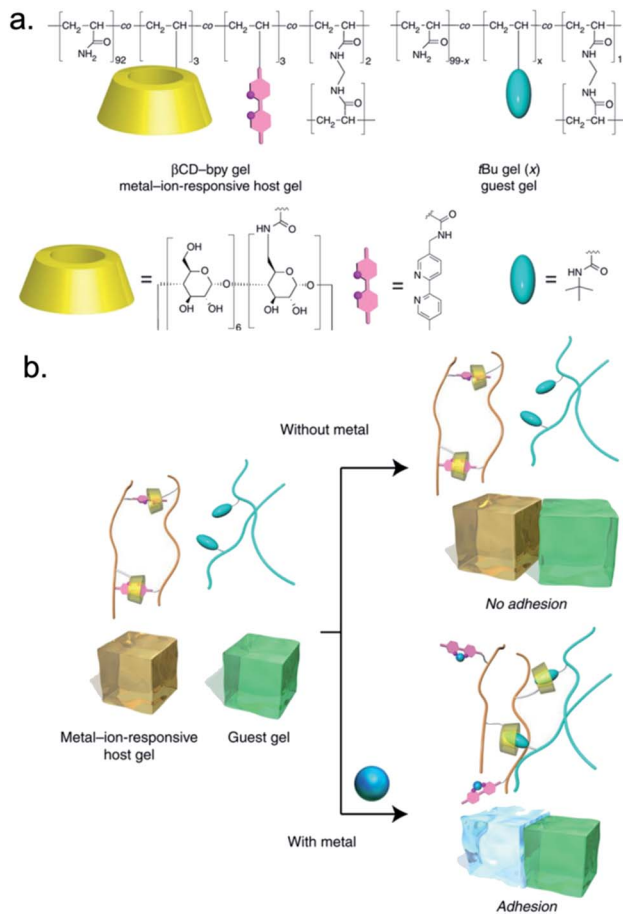 a.
CH₂ CH co CH₂ CH co CH₂ CH co CH₂ CH
O O
NH₂ 92 3 3 NH 2
NH
O
CH₂ CH
CH₂ CH co CH₂ CH co CH₂ CH
O O
NH₂ 99-x x NH 1
NH
O
CH₂ CH
βCD–bpy gel
metal–ion-responsive host gel
tBu gel (x)
guest gel
=
OH
O
O
OH OH
6
HN O
O
O
OH OH
=
O
HN
N
N
=
O
HN
b.
Without metal
No adhesion
Metal–ion-responsive
host gel
Guest gel
With metal
Adhesion